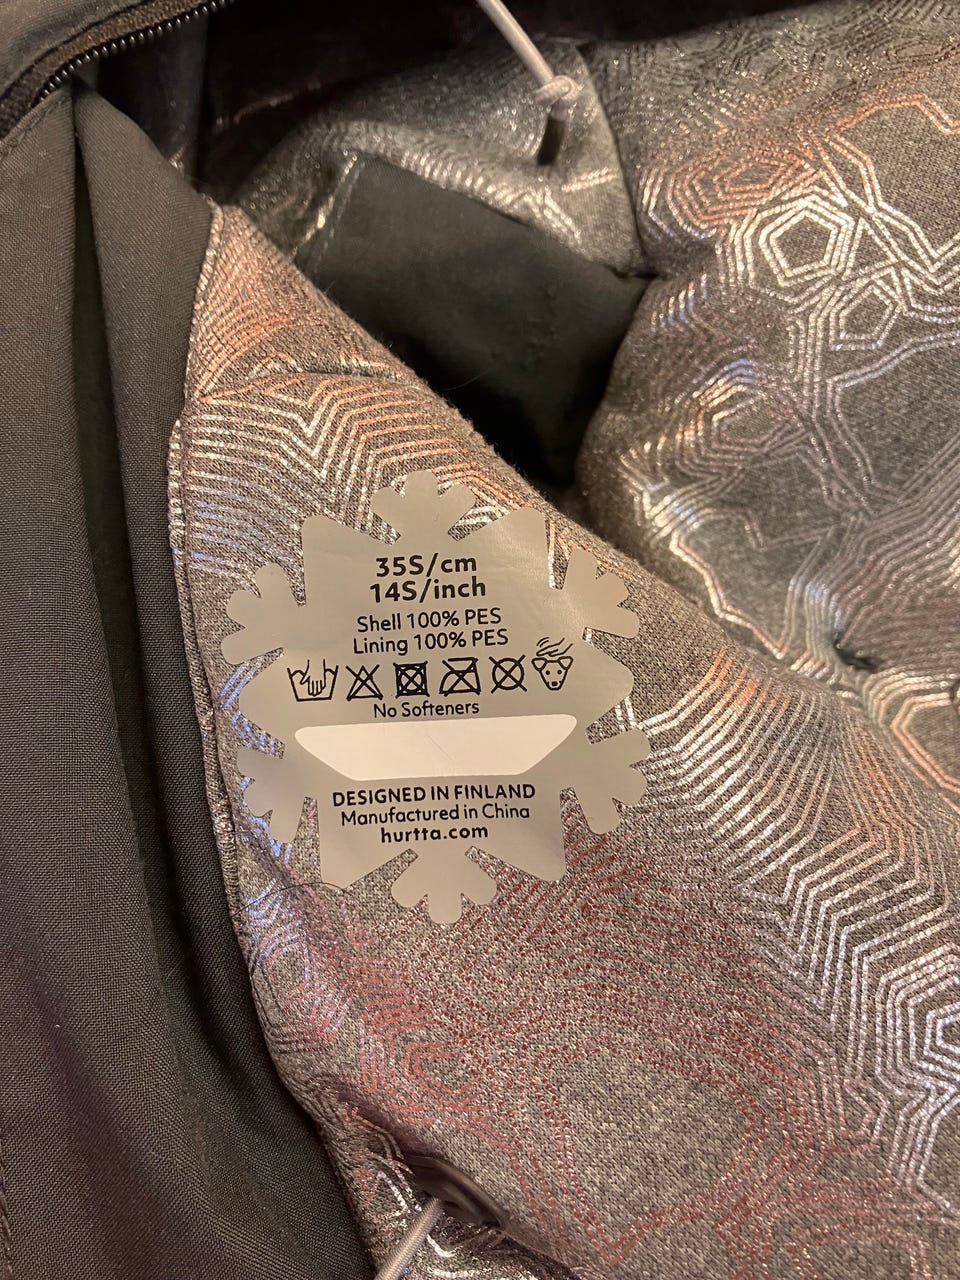 35S/cm
14S/inch
Shell 100% PES
Lining 100% PES
No Softeners
DESIGNED IN FINLAND
Manufactured in China
hurtta.com